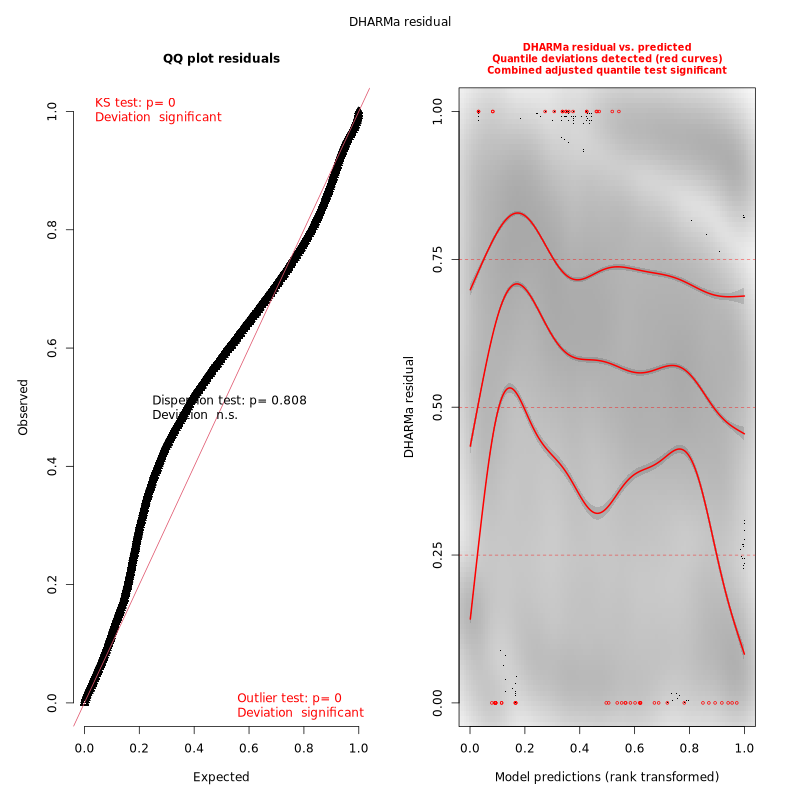 DHARMa residual
QQ plot residuals
KS test: p= 0
Deviation  significant
Dispersion test: p= 0.808
Deviation  n.s.
Outlier test: p= 0
Deviation  significant
Observed
0.0
0.2
0.4
0.6
0.8
1.0
0.0 0.2 0.4 0.6 0.8 1.0
Expected
DHARMa residual vs. predicted
Quantile deviations detected (red curves)
Combined adjusted quantile test significant
DHARMa residual
0.00
0.25
0.50
0.75
1.00
0.0 0.2 0.4 0.6 0.8 1.0
Model predictions (rank transformed)